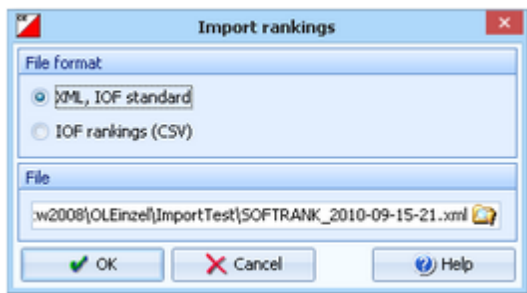 Import rankings
File format
XML, IOF standard
IOF rankings (CSV)
File
:w2008\OLEinzel\ImportTest\SOFTRANK_2010-09-15-21.xml
OK
Cancel
Help